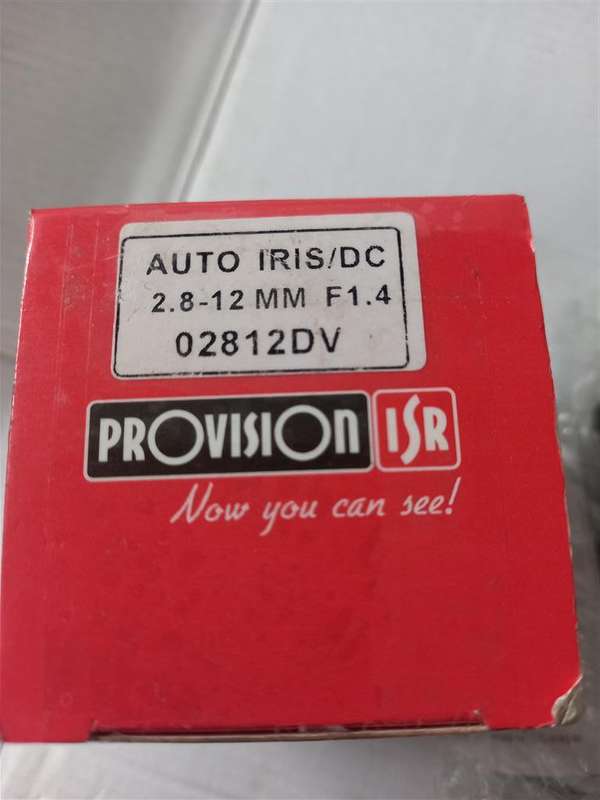 AUTO IRIS/DC
2.8-12 MM F1.4
02812DV
PROVISION ISR
Now you can see!